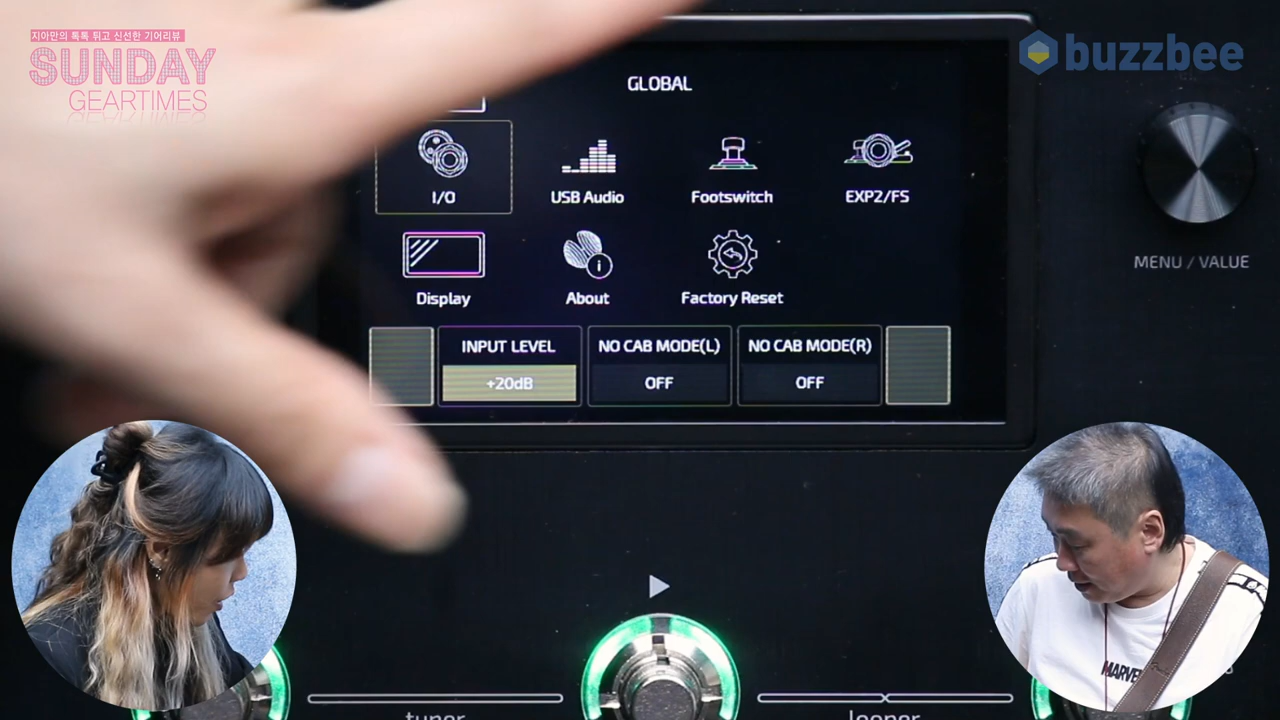 지아만의 톡톡 튀고 신선한 기어리뷰
SUNDAY
GEARTIMES
buzzbee
GLOBAL
I/O
USB Audio
Footswitch
EXP2/FS
Display
About
Factory Reset
MENU / VALUE
INPUT LEVEL
NO CAB MODE(L)
NO CAB MODE(R)
+20dB
OFF
OFF
MARVEL
tuner
looper